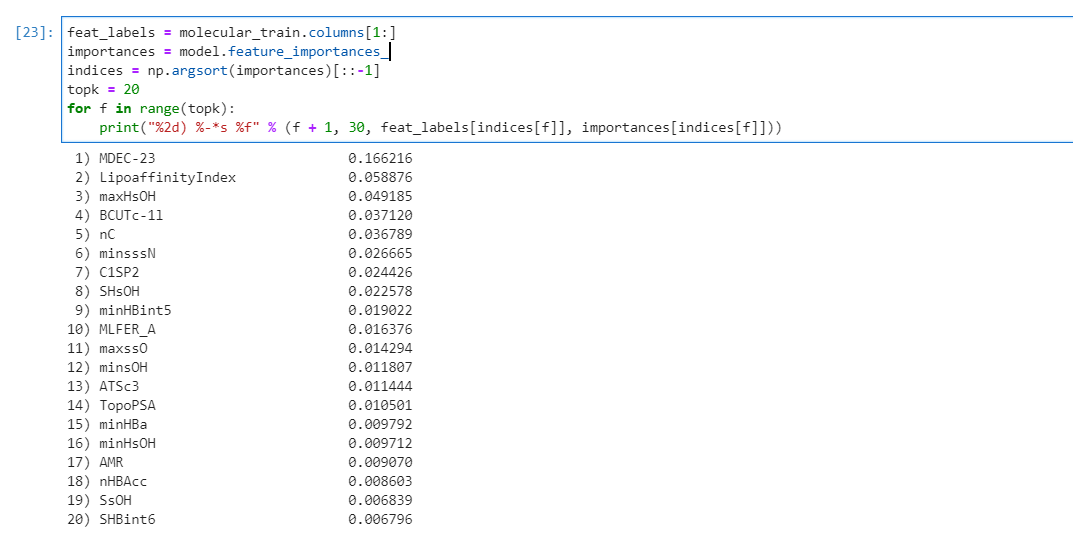 [23]: feat_labels = molecular_train.columns[1:]
importances = model.feature_importances_
indices = np.argsort(importances)[::-1]
topk = 20
for f in range(topk):
    print("%2d) %-*s %f" % (f + 1, 30, feat_labels[indices[f]], importances[indices[f]]))
1) MDEC-23 0.166216
2) LipoaffinityIndex 0.058876
3) maxHsOH 0.049185
4) BCUTc-1l 0.037120
5) nC 0.036789
6) minsssN 0.026665
7) C1SP2 0.024426
8) SHsOH 0.022578
9) minHBint5 0.019022
10) MLFER_A 0.016376
11) maxssO 0.014294
12) minsOH 0.011807
13) ATSc3 0.011444
14) TopoPSA 0.010501
15) minHBa 0.009792
16) minHsOH 0.009712
17) AMR 0.009070
18) nHBAcc 0.008603
19) SsOH 0.006839
20) SHBint6 0.006796